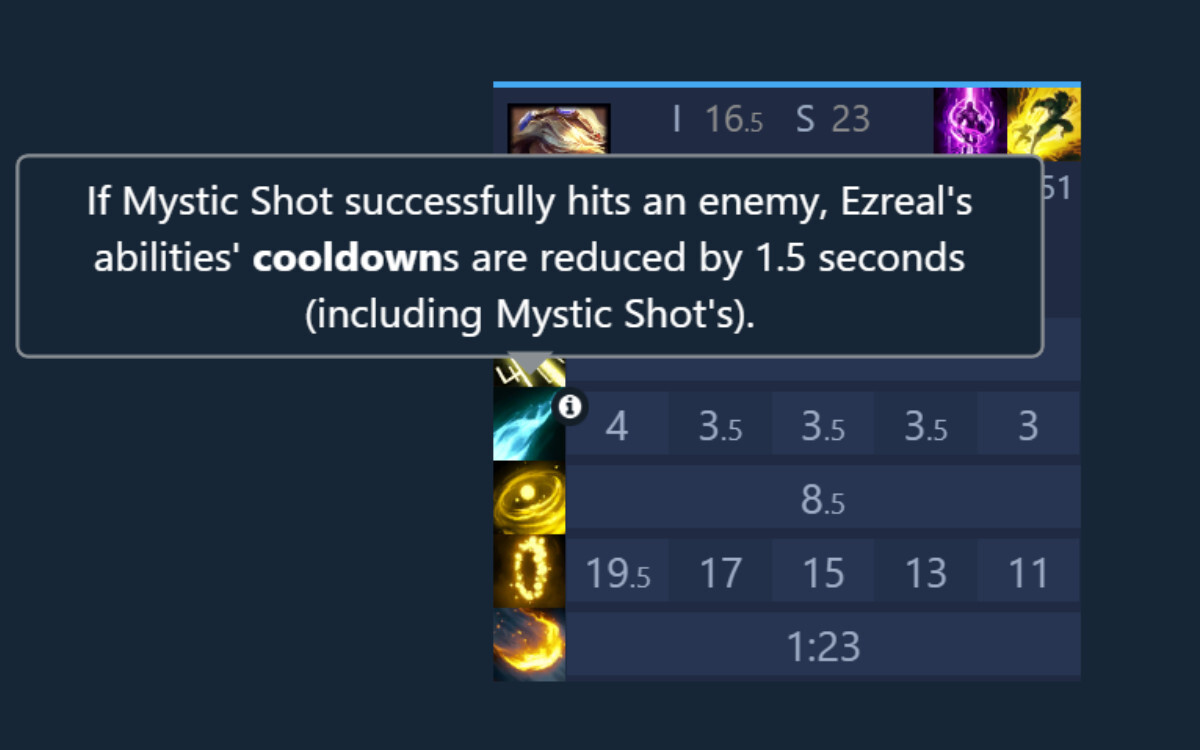 I 16.5 S 23
51
If Mystic Shot successfully hits an enemy, Ezreal's
abilities' cooldowns are reduced by 1.5 seconds
(including Mystic Shot's).
4 3.5 3.5 3.5 3
8.5
19.5 17 15 13 11
1:23